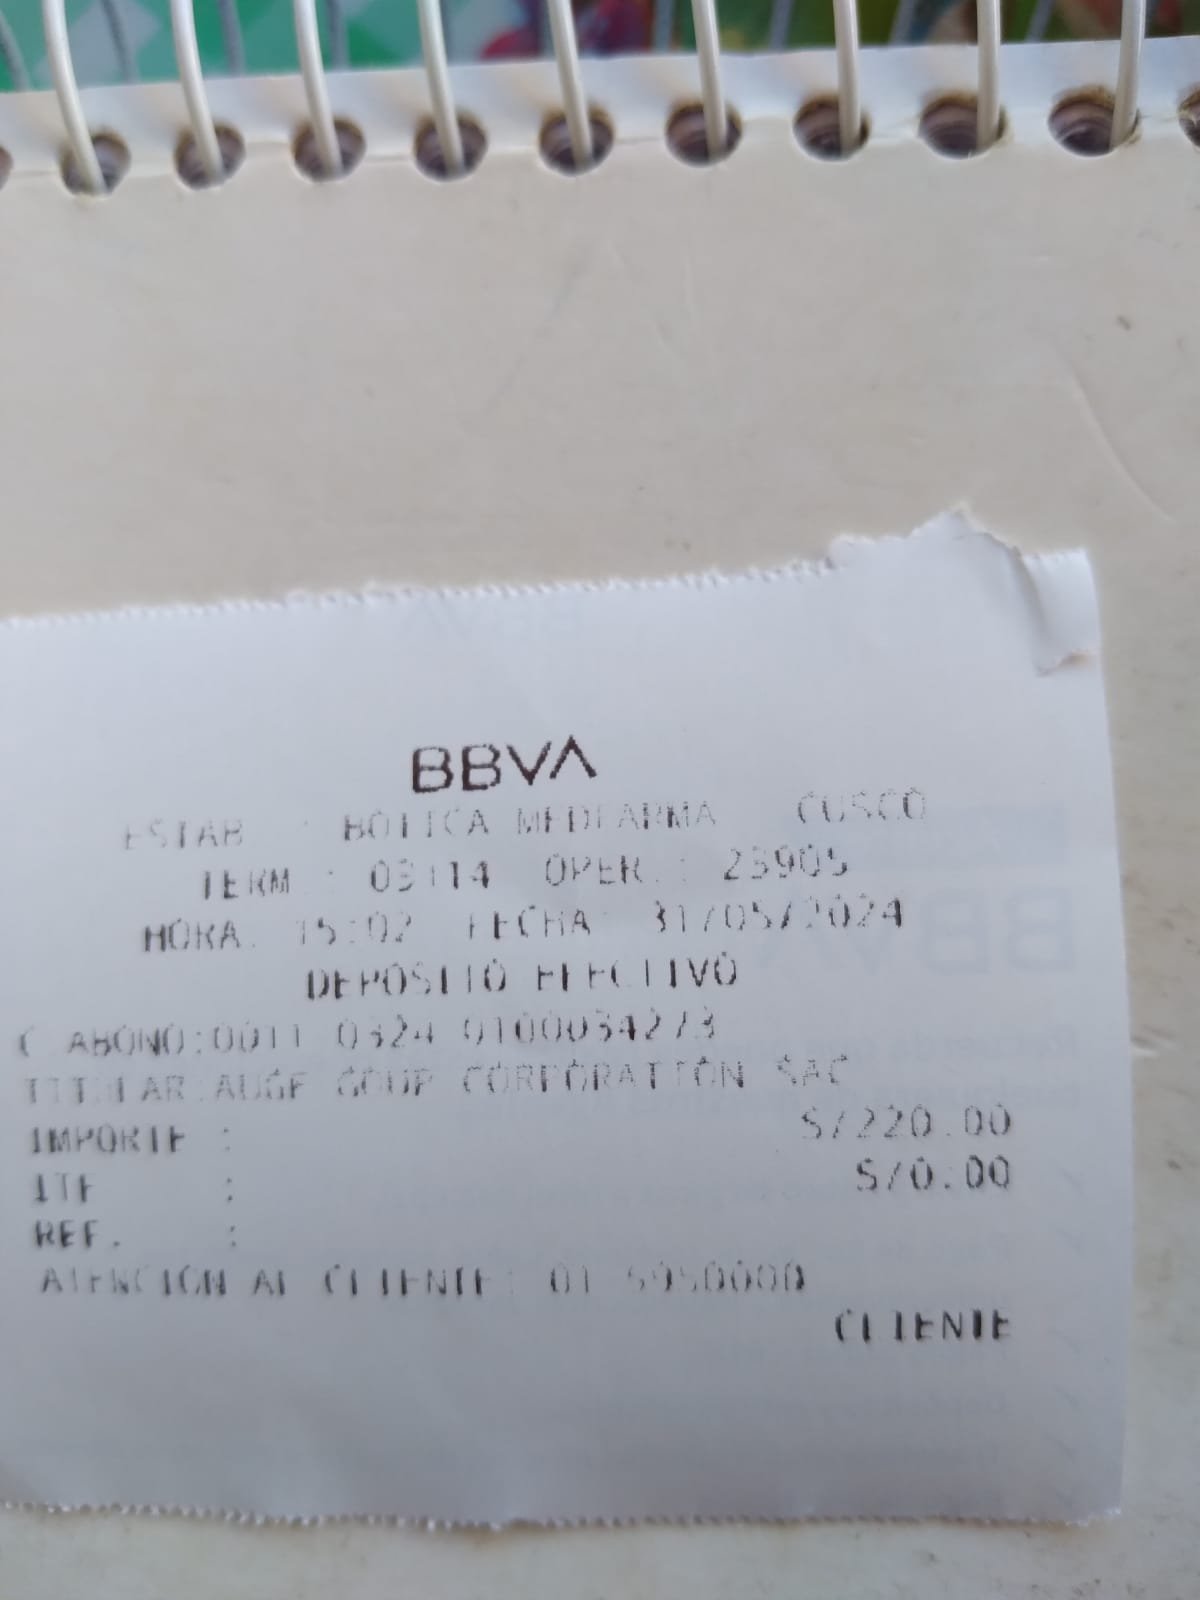 BBVA
ESTAB : BOTICA MEDFARMA CUSCO
TERM : 03114 OPER. : 23905
HORA: 15:02 FECHA: 31/05/2024
DEPOSITO EFECTIVO
C ABONO:0011 0324 0100034273
TITULAR:AUGE GOUP CORPORATION SAC
IMPORTE : S/220.00
ITF : S/0.00
REF. :
ATENCION AL CLIENTE: 01 5950000
CLIENTE